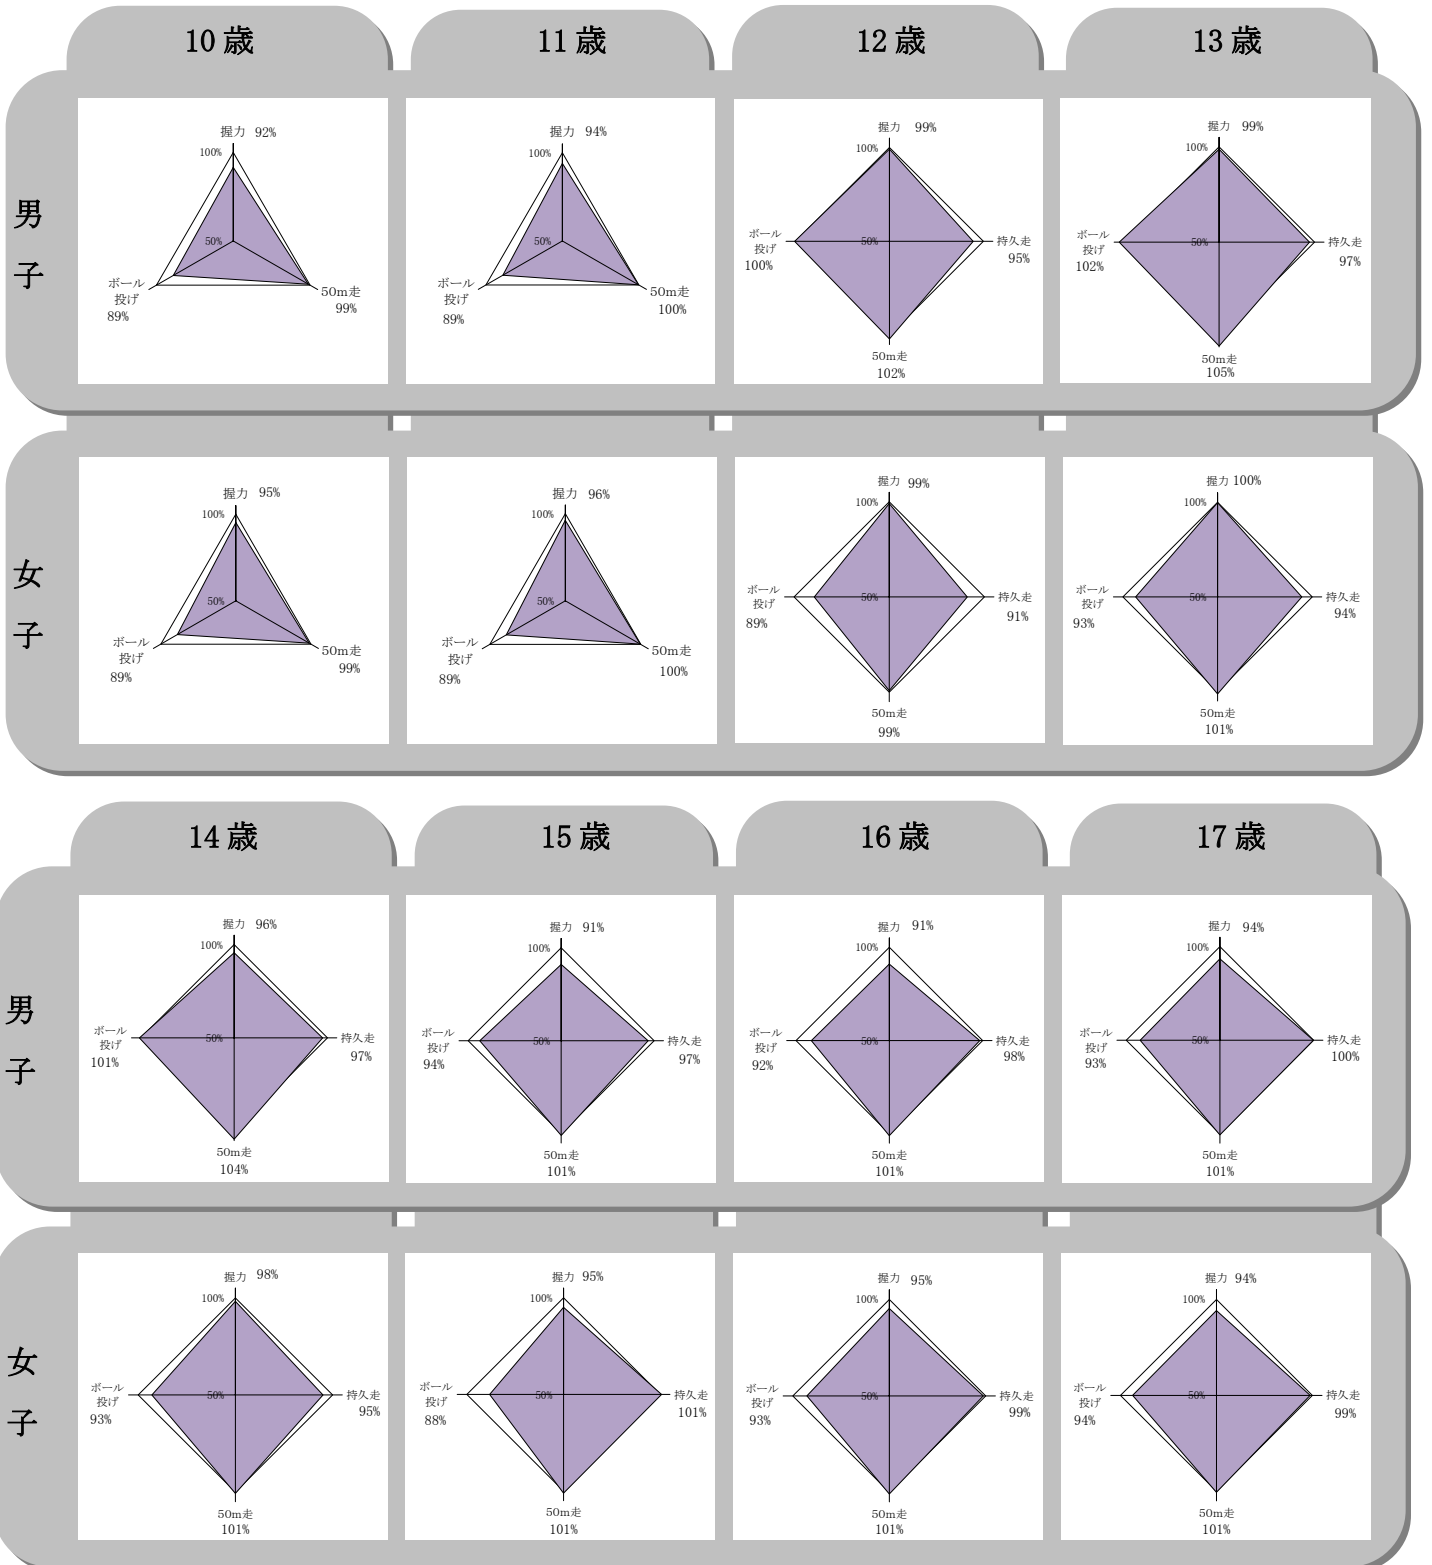 10 歳
11 歳
12 歳
13 歳
男
子
握力 92%
100%
50%
ボール
投げ
89%
50m走
99%
握力 94%
100%
50%
ボール
投げ
89%
50m走
100%
握力 99%
100%
50%
ボール
投げ
100%
持久走
95%
50m走
102%
握力 99%
100%
50%
ボール
投げ
102%
持久走
97%
50m走
105%
女
子
握力 95%
100%
50%
ボール
投げ
89%
50m走
99%
握力 96%
100%
50%
ボール
投げ
89%
50m走
100%
握力 99%
100%
50%
ボール
投げ
89%
持久走
91%
50m走
99%
握力 100%
100%
50%
ボール
投げ
93%
持久走
94%
50m走
101%
14 歳
15 歳
16 歳
17 歳
男
子
握力 96%
100%
50%
ボール
投げ
101%
持久走
97%
50m走
104%
握力 91%
100%
50%
ボール
投げ
94%
持久走
97%
50m走
101%
握力 91%
100%
50%
ボール
投げ
92%
持久走
98%
50m走
101%
握力 94%
100%
50%
ボール
投げ
93%
持久走
100%
50m走
101%
女
子
握力 98%
100%
50%
ボール
投げ
93%
持久走
95%
50m走
101%
握力 95%
100%
50%
ボール
投げ
88%
持久走
101%
50m走
101%
握力 95%
100%
50%
ボール
投げ
93%
持久走
99%
50m走
101%
握力 94%
100%
50%
ボール
投げ
94%
持久走
99%
50m走
101%